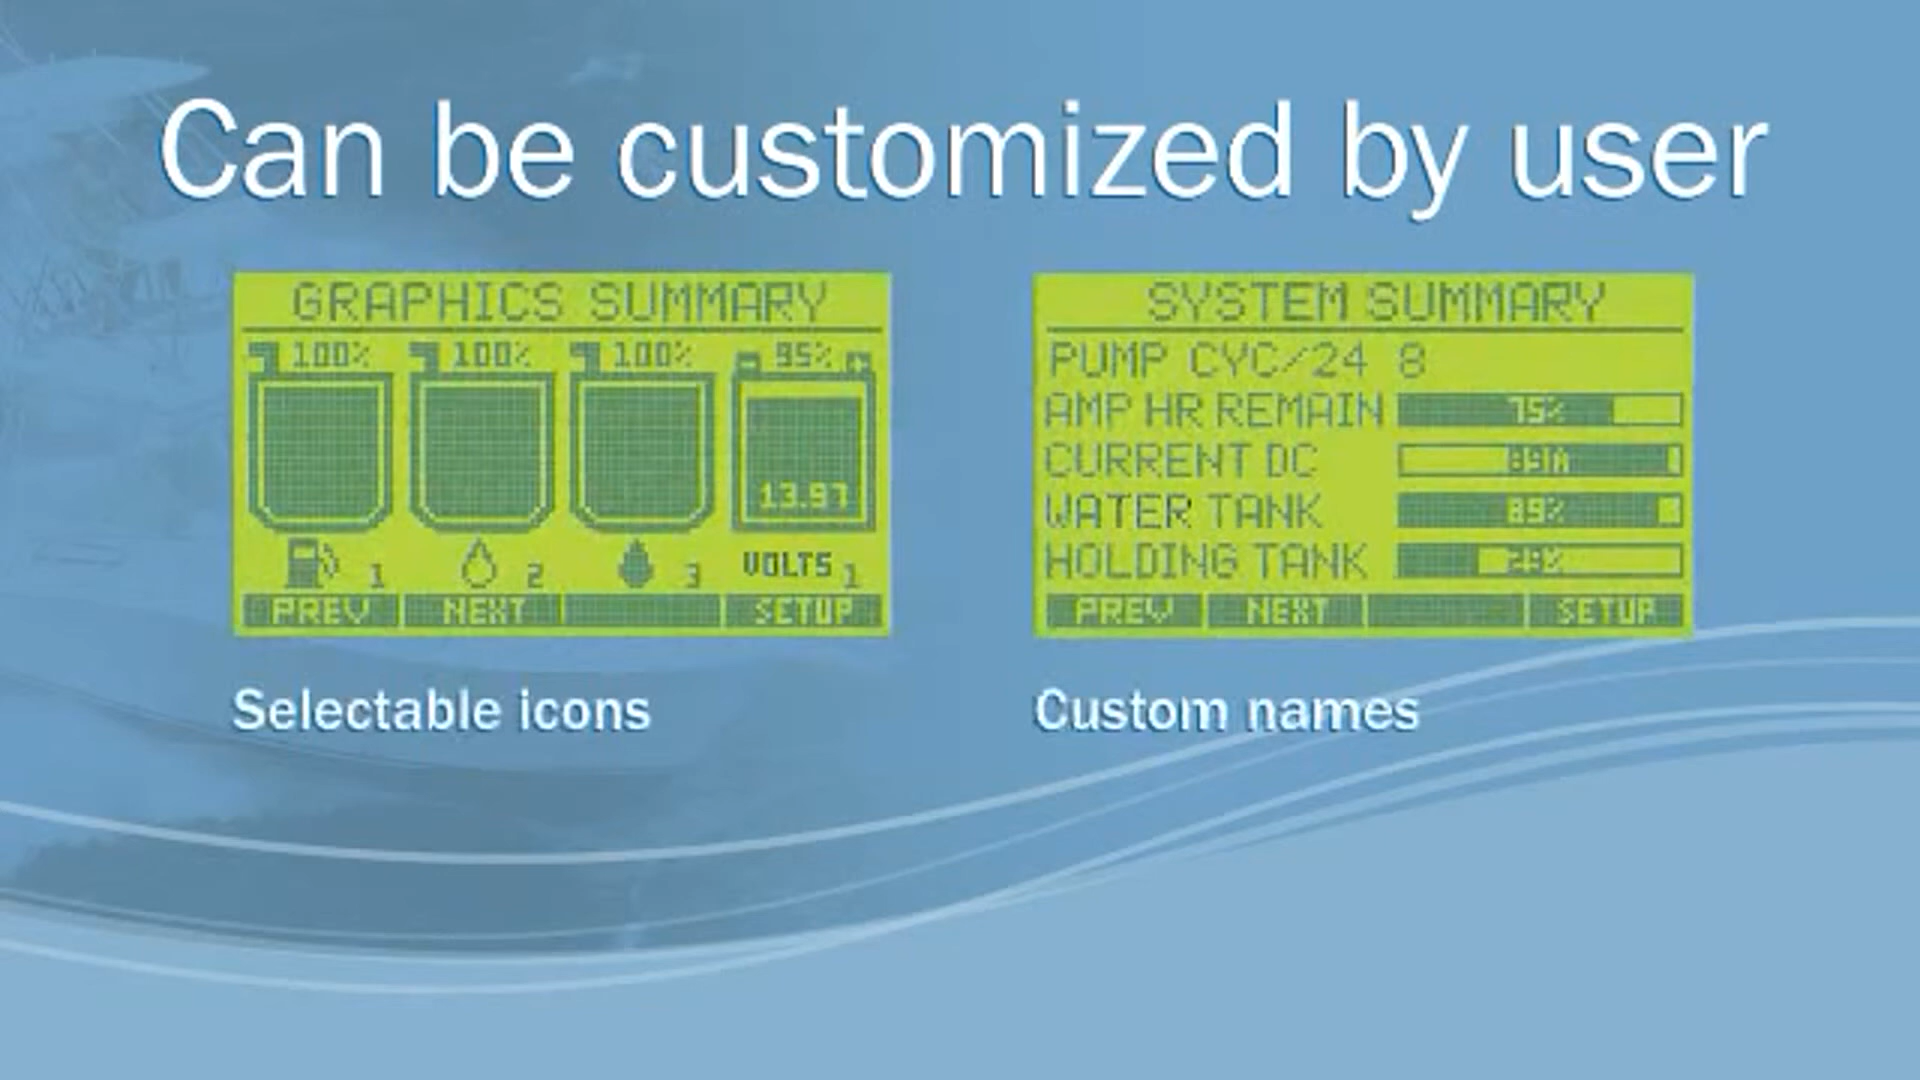 Can be customized by user
GRAPHICS SUMMARY
100% 100% 100% 95%
13.97
1 2 3 VOLTS 1
PREV NEXT SETUP
Selectable icons
SYSTEM SUMMARY
PUMP CYC/24 8
AMP HR REMAIN 75%
CURRENT DC 89A
WATER TANK 89%
HOLDING TANK
PREV NEXT SETUP
Custom names